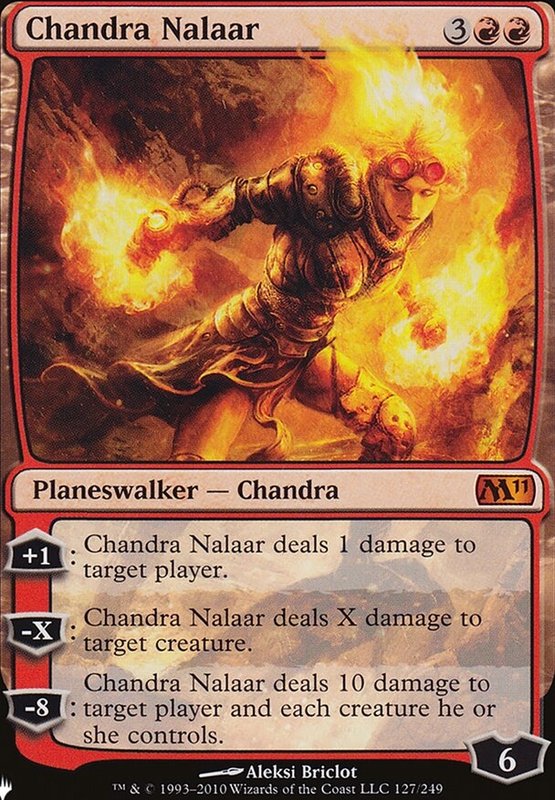 Chandra Nalaar 3
Planeswalker — Chandra M11
+1 : Chandra Nalaar deals 1 damage to
target player.
-X : Chandra Nalaar deals X damage to
target creature.
Chandra Nalaar deals 10 damage to
-8 : target player and each creature he or
she controls.
6
Aleksi Briclot
™ & © 1993–2010 Wizards of the Coast LLC 127/249